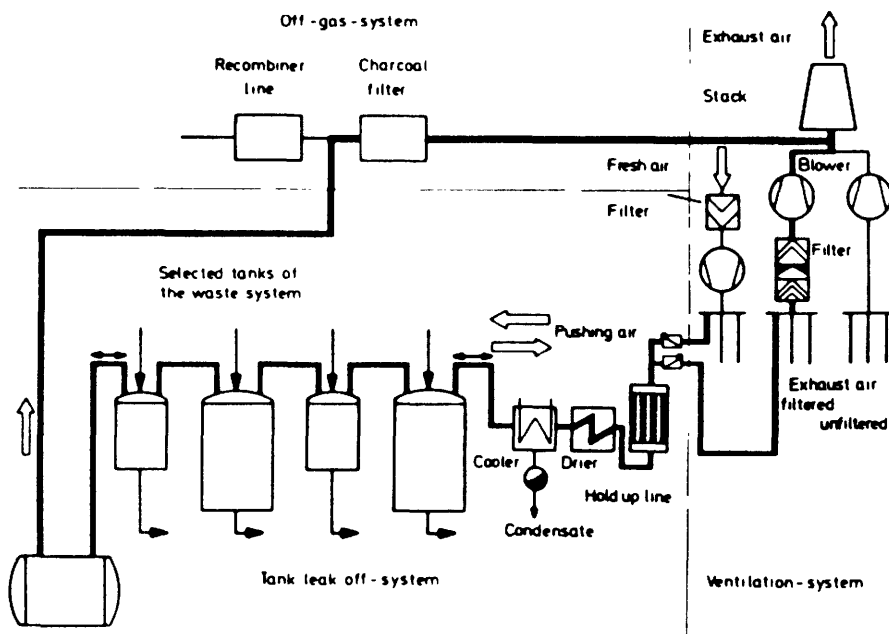 Off-gas-system
Exhaust air
Recombiner
line
Charcoal
filter
Stack
Fresh air
Blower
Filter
Filter
Selected tanks of
the waste system
Pushing air
Exhaust air
filtered
unfiltered
Cooler
Drier
Hold up line
Condensate
Tank leak off-system
Ventilation-system